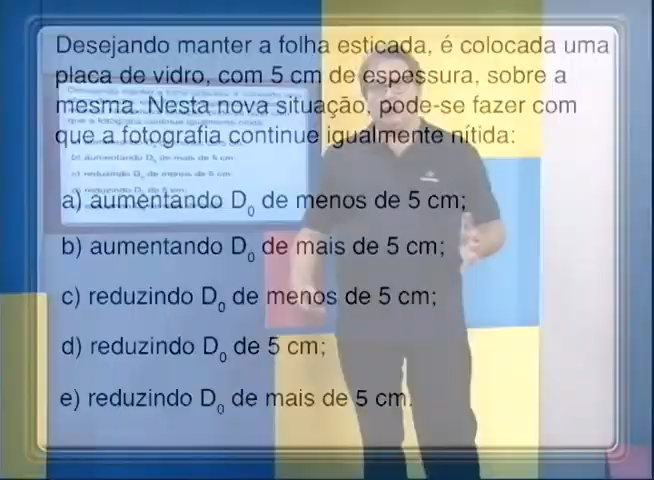 Desejando manter a folha esticada, é colocada uma
placa de vidro, com 5 cm de espessura, sobre a
mesma. Nesta nova situação, pode-se fazer com
que a fotografia continue igualmente nítida:
a) aumentando D0 de menos de 5 cm;
b) aumentando D0 de mais de 5 cm;
c) reduzindo D0 de menos de 5 cm;
d) reduzindo D0 de 5 cm;
e) reduzindo D0 de mais de 5 cm.